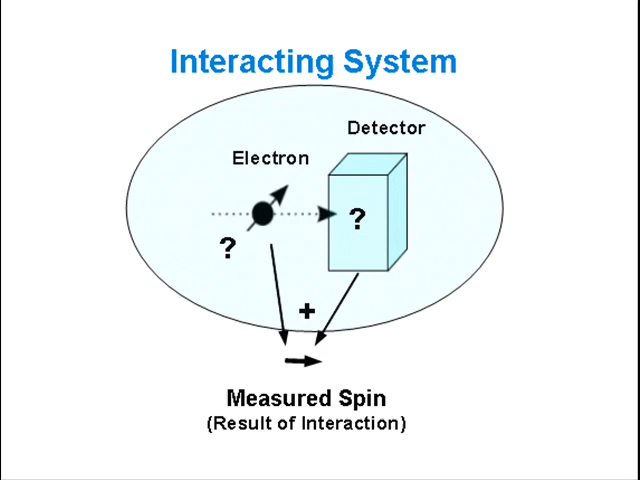 Interacting System
Detector
Electron
?
?
+
Measured Spin
(Result of Interaction)